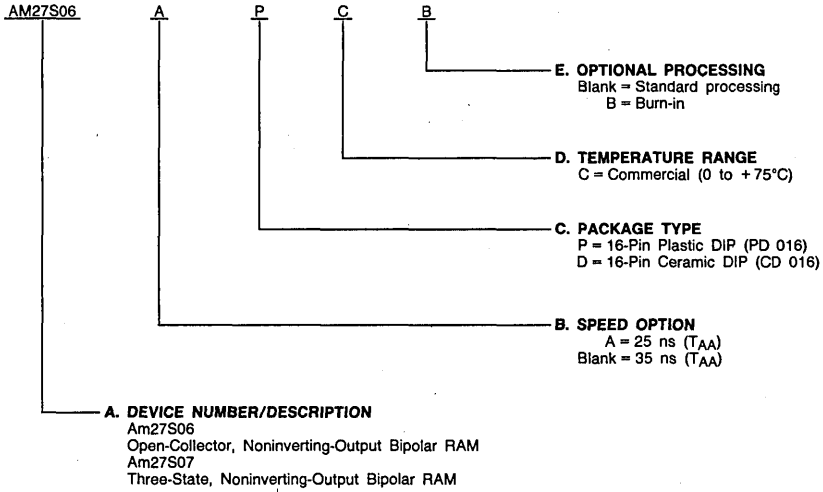 AM27S06 A P C B
E. OPTIONAL PROCESSING
Blank = Standard processing
B = Burn-in
D. TEMPERATURE RANGE
C = Commercial (0 to +75°C)
C. PACKAGE TYPE
P = 16-Pin Plastic DIP (PD 016)
D = 16-Pin Ceramic DIP (CD 016)
B. SPEED OPTION
A = 25 ns (TAA)
Blank = 35 ns (TAA)
A. DEVICE NUMBER/DESCRIPTION
Am27S06
Open-Collector, Noninverting-Output Bipolar RAM
Am27S07
Three-State, Noninverting-Output Bipolar RAM